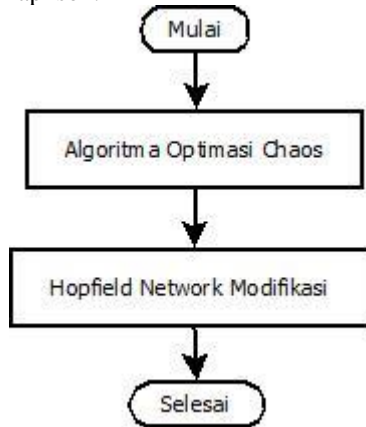 Mulai
Algoritma Optimasi Chaos
Hopfield Network Modifikasi
Selesai